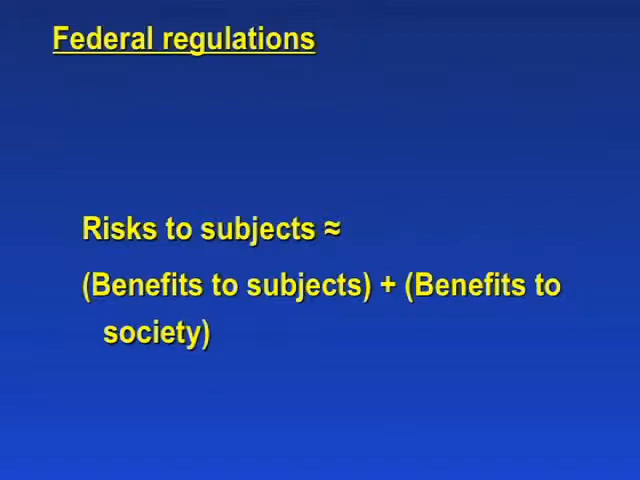 Federal regulations
Risks to subjects ≈
(Benefits to subjects) + (Benefits to
society)